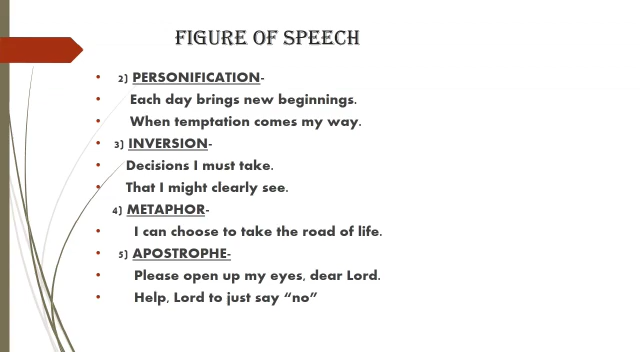 FIGURE OF SPEECH
2) PERSONIFICATION-
Each day brings new beginnings.
When temptation comes my way.
3) INVERSION-
Decisions I must take.
That I might clearly see.
4) METAPHOR-
I can choose to take the road of life.
5) APOSTROPHE-
Please open up my eyes, dear Lord.
Help, Lord to just say “no”